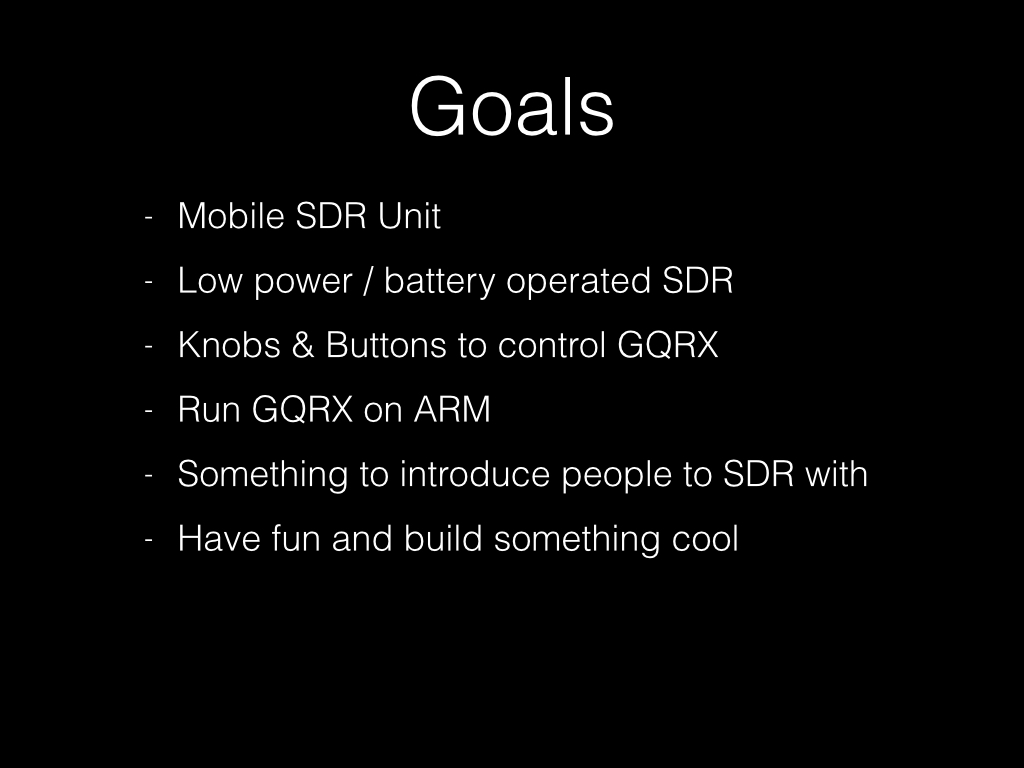 Goals
- Mobile SDR Unit
- Low power / battery operated SDR
- Knobs & Buttons to control GQRX
- Run GQRX on ARM
- Something to introduce people to SDR with
- Have fun and build something cool